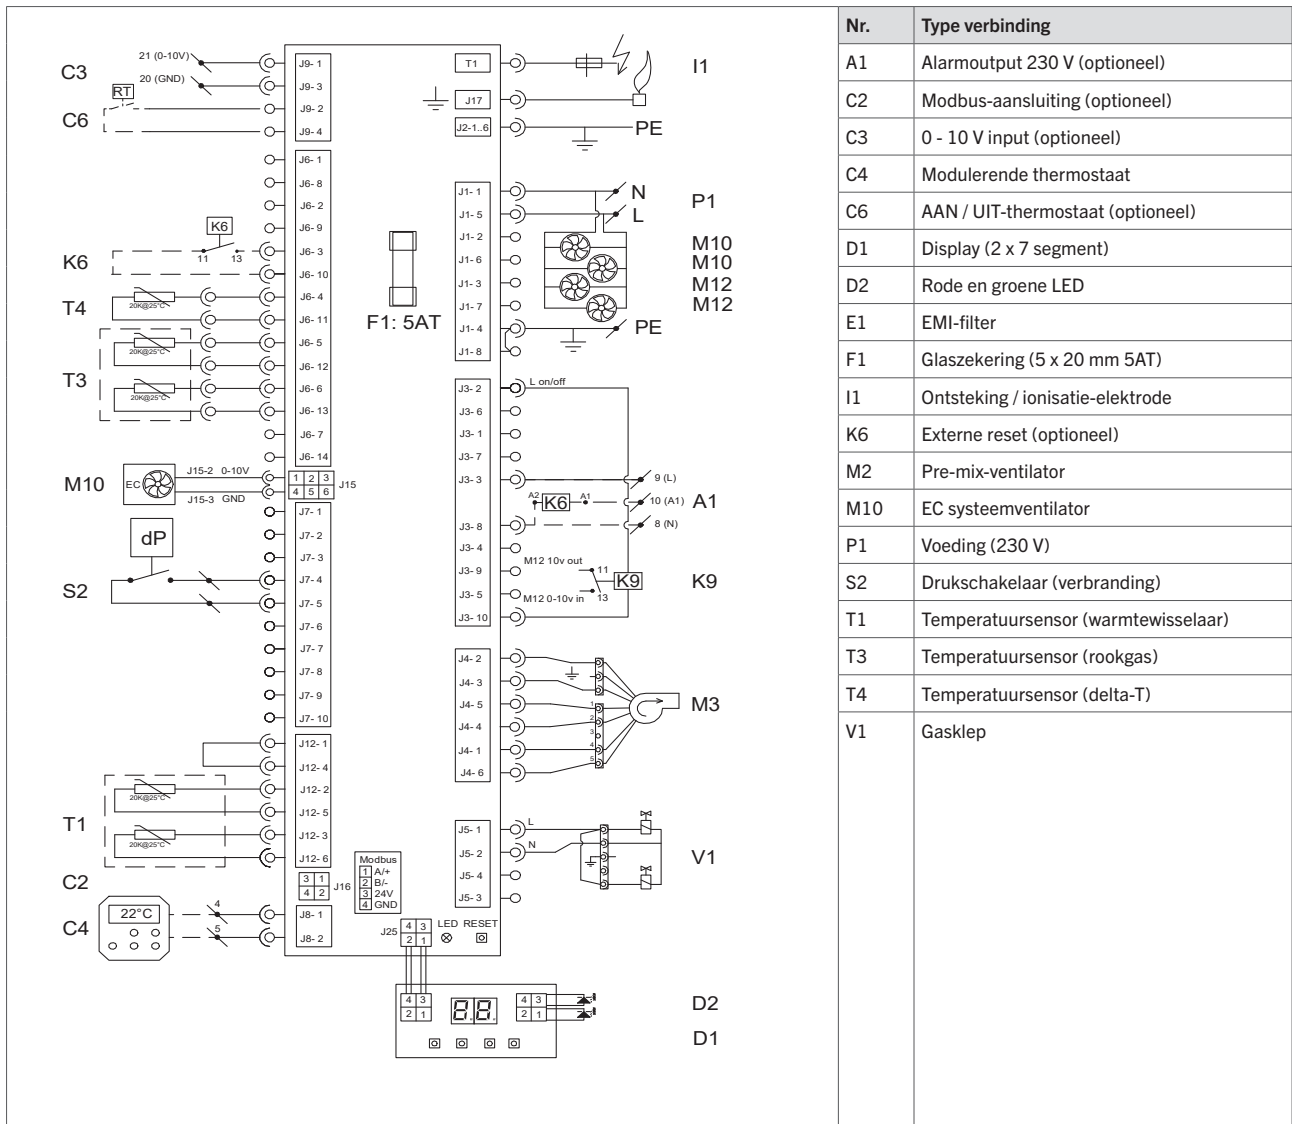 C3
21 (0-10V)
20 (GND)
RT
C6
J9- 1
J9- 3
J9- 2
J9- 4
J6- 1
J6- 8
J6- 2
J6- 9
J6- 3
J6- 10
J6- 4
J6- 11
J6- 5
J6- 12
J6- 6
J6- 13
J6- 7
J6- 14
K6
11 13
K6
T4
20K@25°C
20K@25°C
T3
20K@25°C
M10
EC
J15-2 0-10V
J15-3 GND
1 2 3
4 5 6
J15
J7- 1
J7- 2
J7- 3
J7- 4
J7- 5
J7- 6
J7- 7
J7- 8
J7- 9
J7- 10
dP
S2
J12- 1
J12- 4
J12- 2
J12- 5
J12- 3
J12- 6
20K@25°C
T1
20K@25°C
C2
3 1
4 2
J16
Modbus
1 A/+
2 B/-
3 24V
4 GND
C4
22°C
4
5
J8- 1
J8- 2
J25
4 3
2 1
LED RESET
F1: 5AT
T1
J17
J2-1..6
I1
PE
J1- 1
J1- 5
J1- 2
J1- 6
J1- 3
J1- 7
J1- 4
J1- 8
N
L
P1
M10
M10
M12
M12
PE
J3- 2
J3- 6
J3- 1
J3- 7
J3- 3
J3- 8
J3- 4
J3- 9
J3- 5
J3- 10
L on/off
9 (L)
A2 K6 A1
10 (A1)
A1
8 (N)
M12 10v out
11
K9
K9
M12 0-10v in
13
J4- 2
J4- 3
J4- 5
J4- 4
J4- 1
J4- 6
1
2
3
4
5
M3
J5- 1
J5- 2
J5- 4
J5- 3
L
N
V1
4 3
2 1
8.8.
4 3
2 1
D2
D1
Nr. Type verbinding
A1 Alarmoutput 230 V (optioneel)
C2 Modbus-aansluiting (optioneel)
C3 0 - 10 V input (optioneel)
C4 Modulerende thermostaat
C6 AAN / UIT-thermostaat (optioneel)
D1 Display (2 x 7 segment)
D2 Rode en groene LED
E1 EMI-filter
F1 Glaszekering (5 x 20 mm 5AT)
I1 Ontsteking / ionisatie-elektrode
K6 Externe reset (optioneel)
M2 Pre-mix-ventilator
M10 EC systeemventilator
P1 Voeding (230 V)
S2 Drukschakelaar (verbranding)
T1 Temperatuursensor (warmtewisselaar)
T3 Temperatuursensor (rookgas)
T4 Temperatuursensor (delta-T)
V1 Gasklep